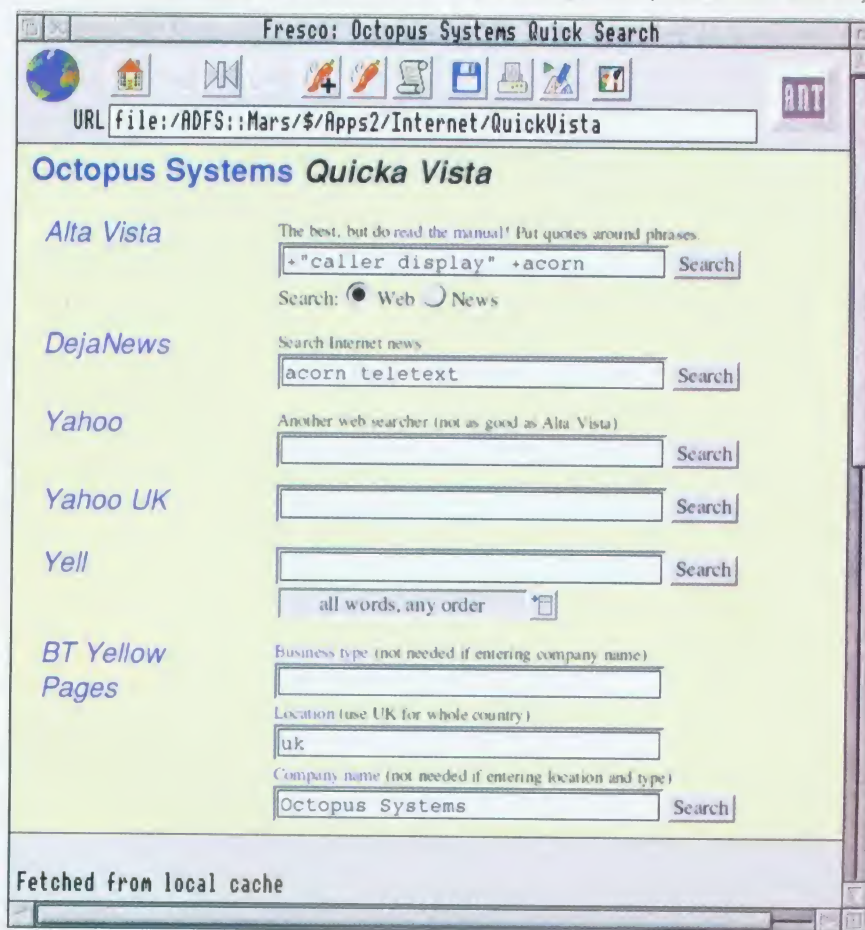 Fresco: Octopus Systems Quick Search
ANT
URL file:/ADFS::Mars/$/Apps2/Internet/QuickVista
Octopus Systems Quicka Vista
Alta Vista
The best, but do read the manual! Put quotes around phrases.
+"caller display" +acorn Search
Search: Web News
DejaNews
Search Internet news
acorn teletext Search
Yahoo
Another web searcher (not as good as Alta Vista)
Search
Yahoo UK
Search
Yell
Search
all words, any order
BT Yellow
Pages
Business type (not needed if entering company name)
Location (use UK for whole country)
uk
Company name (not needed if entering location and type)
Octopus Systems Search
Fetched from local cache